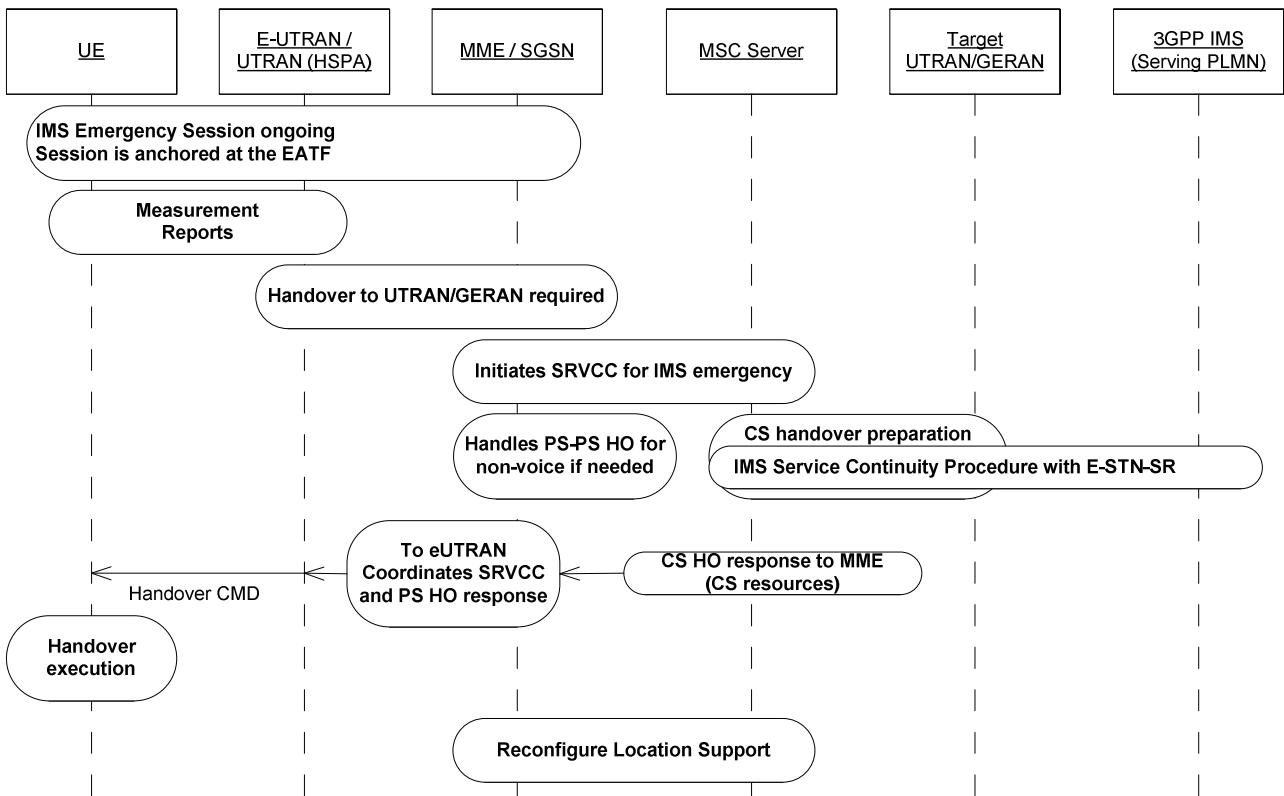 UE
E-UTRAN /
UTRAN (HSPA)
MME / SGSN
MSC Server
Target
UTRAN/GERAN
3GPP IMS
(Serving PLMN)
IMS Emergency Session ongoing
Session is anchored at the EATF
Measurement
Reports
Handover to UTRAN/GERAN required
Initiates SRVCC for IMS emergency
Handles PS-PS HO for
non-voice if needed
CS handover preparation
IMS Service Continuity Procedure with E-STN-SR
To eUTRAN
Coordinates SRVCC
and PS HO response
CS HO response to MME
(CS resources)
Handover CMD
Handover
execution
Reconfigure Location Support